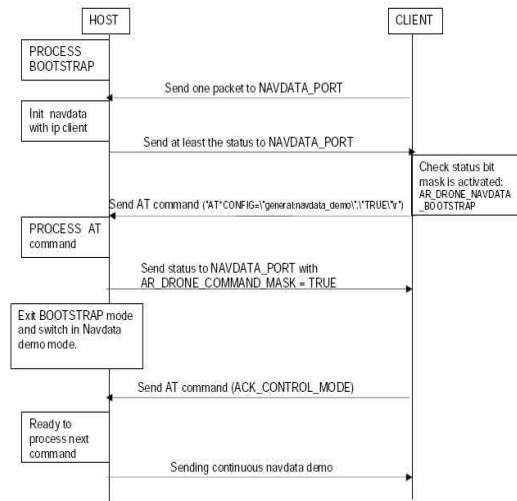 HOST
CLIENT
PROCESS
BOOTSTRAP
Send one packet to NAVDATA_PORT
Init navdata
with ip client
Send at least the status to NAVDATA_PORT
Check status bit
mask is activated:
AR_DRONE_NAVDATA
_BOOTSTRAP
Send AT command ("AT*CONFIG=\"general:navdata_demo\",\"TRUE\"\r")
PROCESS AT
command
Send status to NAVDATA_PORT with
AR_DRONE_COMMAND_MASK = TRUE
Exit BOOTSTRAP mode
and switch in Navdata
demo mode.
Send AT command (ACK_CONTROL_MODE)
Ready to
process next
command
Sending continuous navdata demo